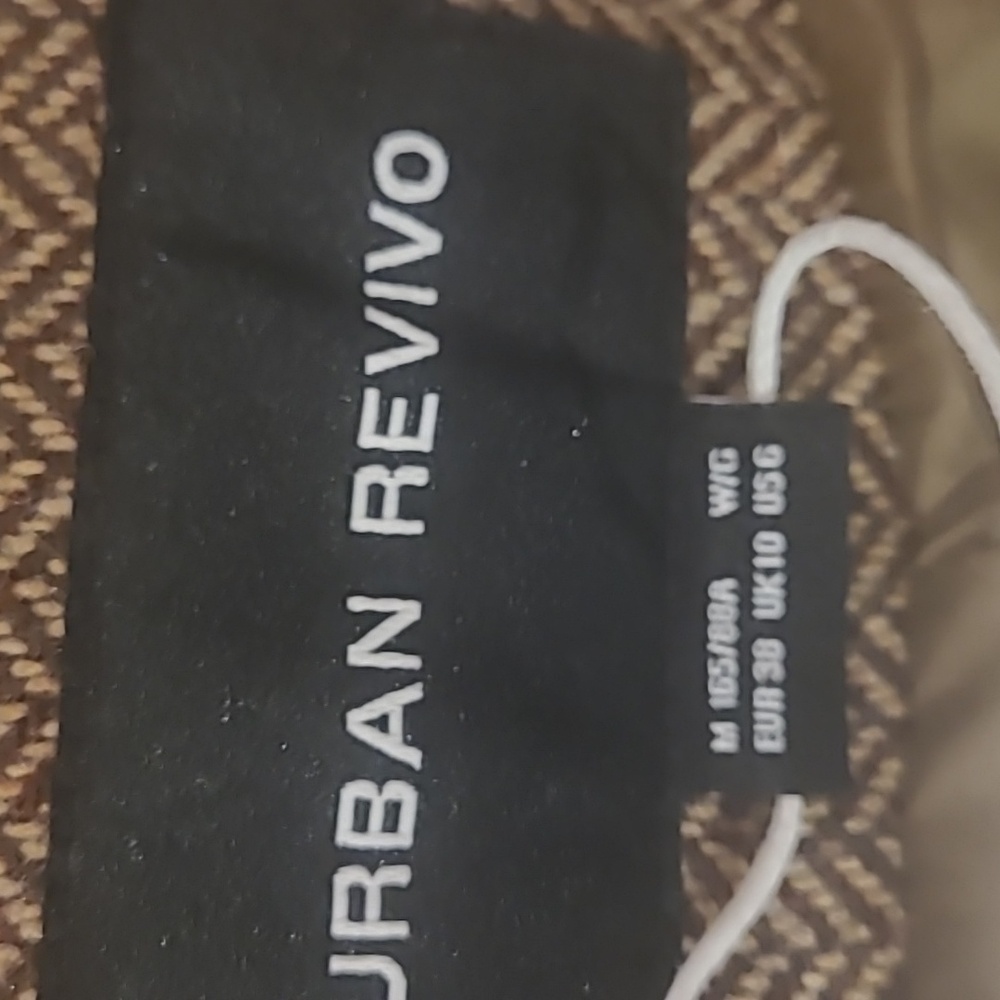 URBAN REVIVO
M 165/88A W/G
EUR38 UK10 US6